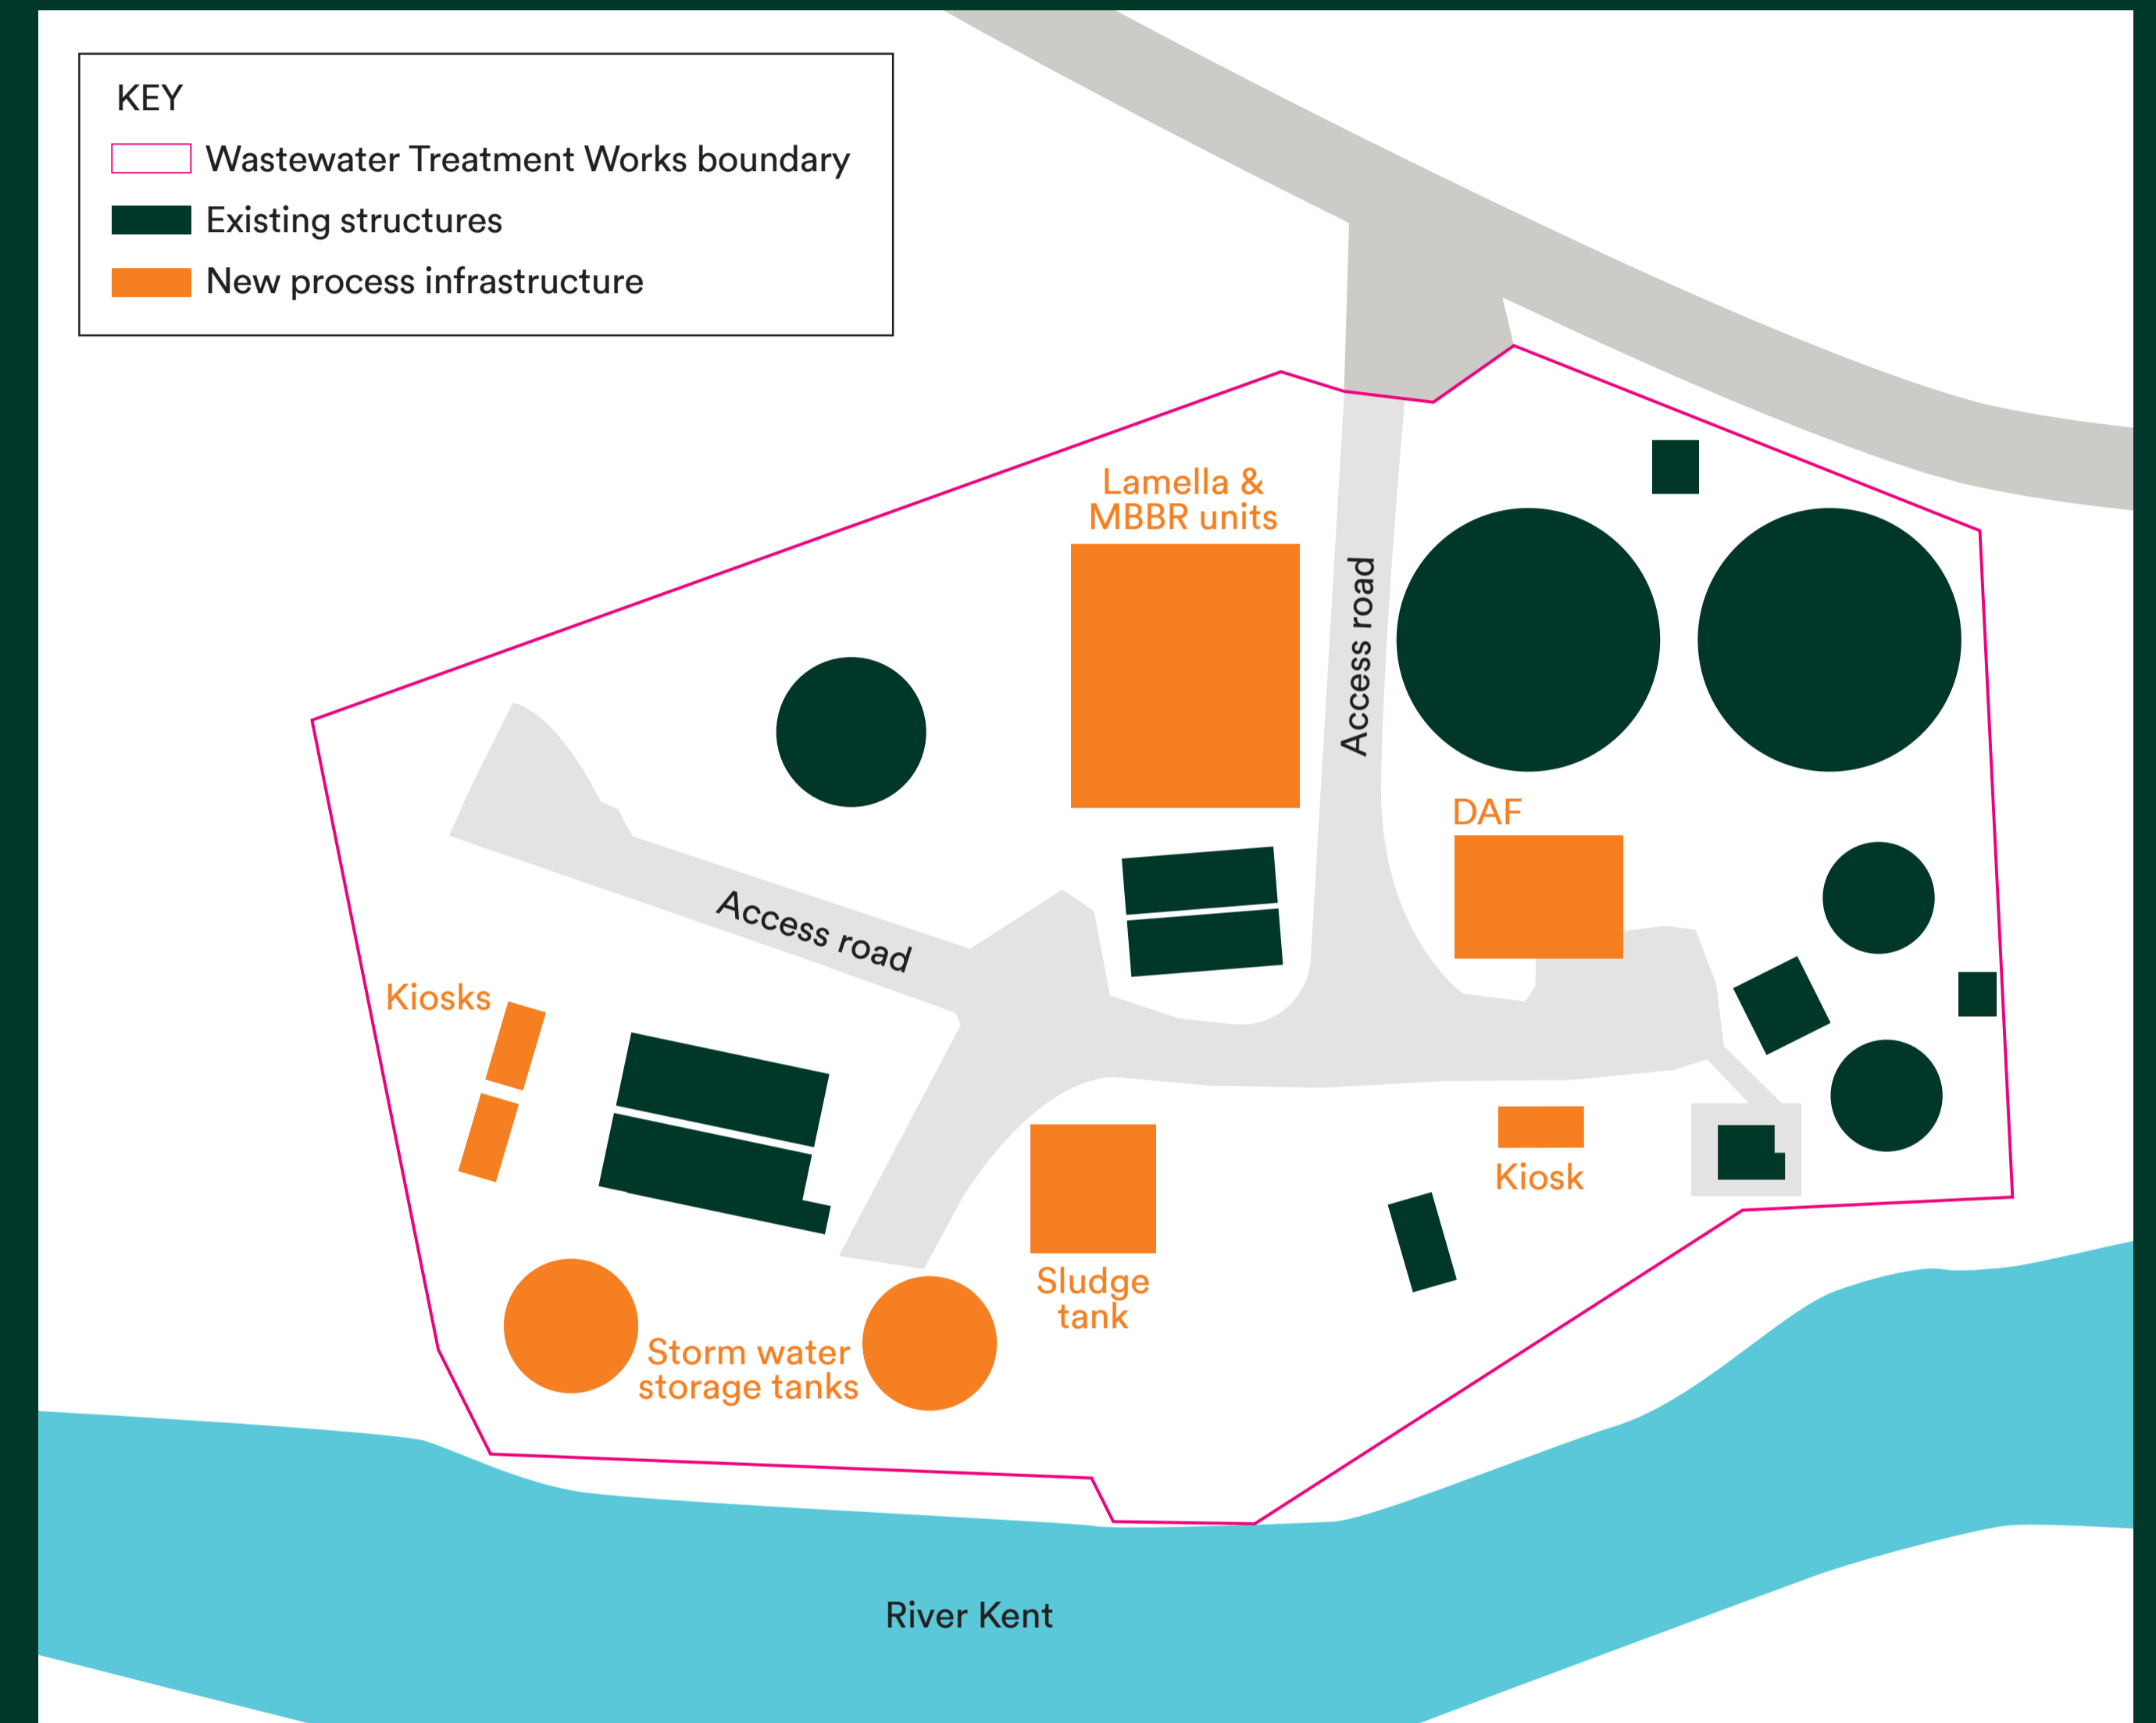 KEY
Wastewater Treatment Works boundary
Existing structures
New process infrastructure
Lamella &
MBBR units
Access road
DAF
Access road
Kiosks
Kiosk
Sludge
tank
Storm water
storage tanks
River Kent